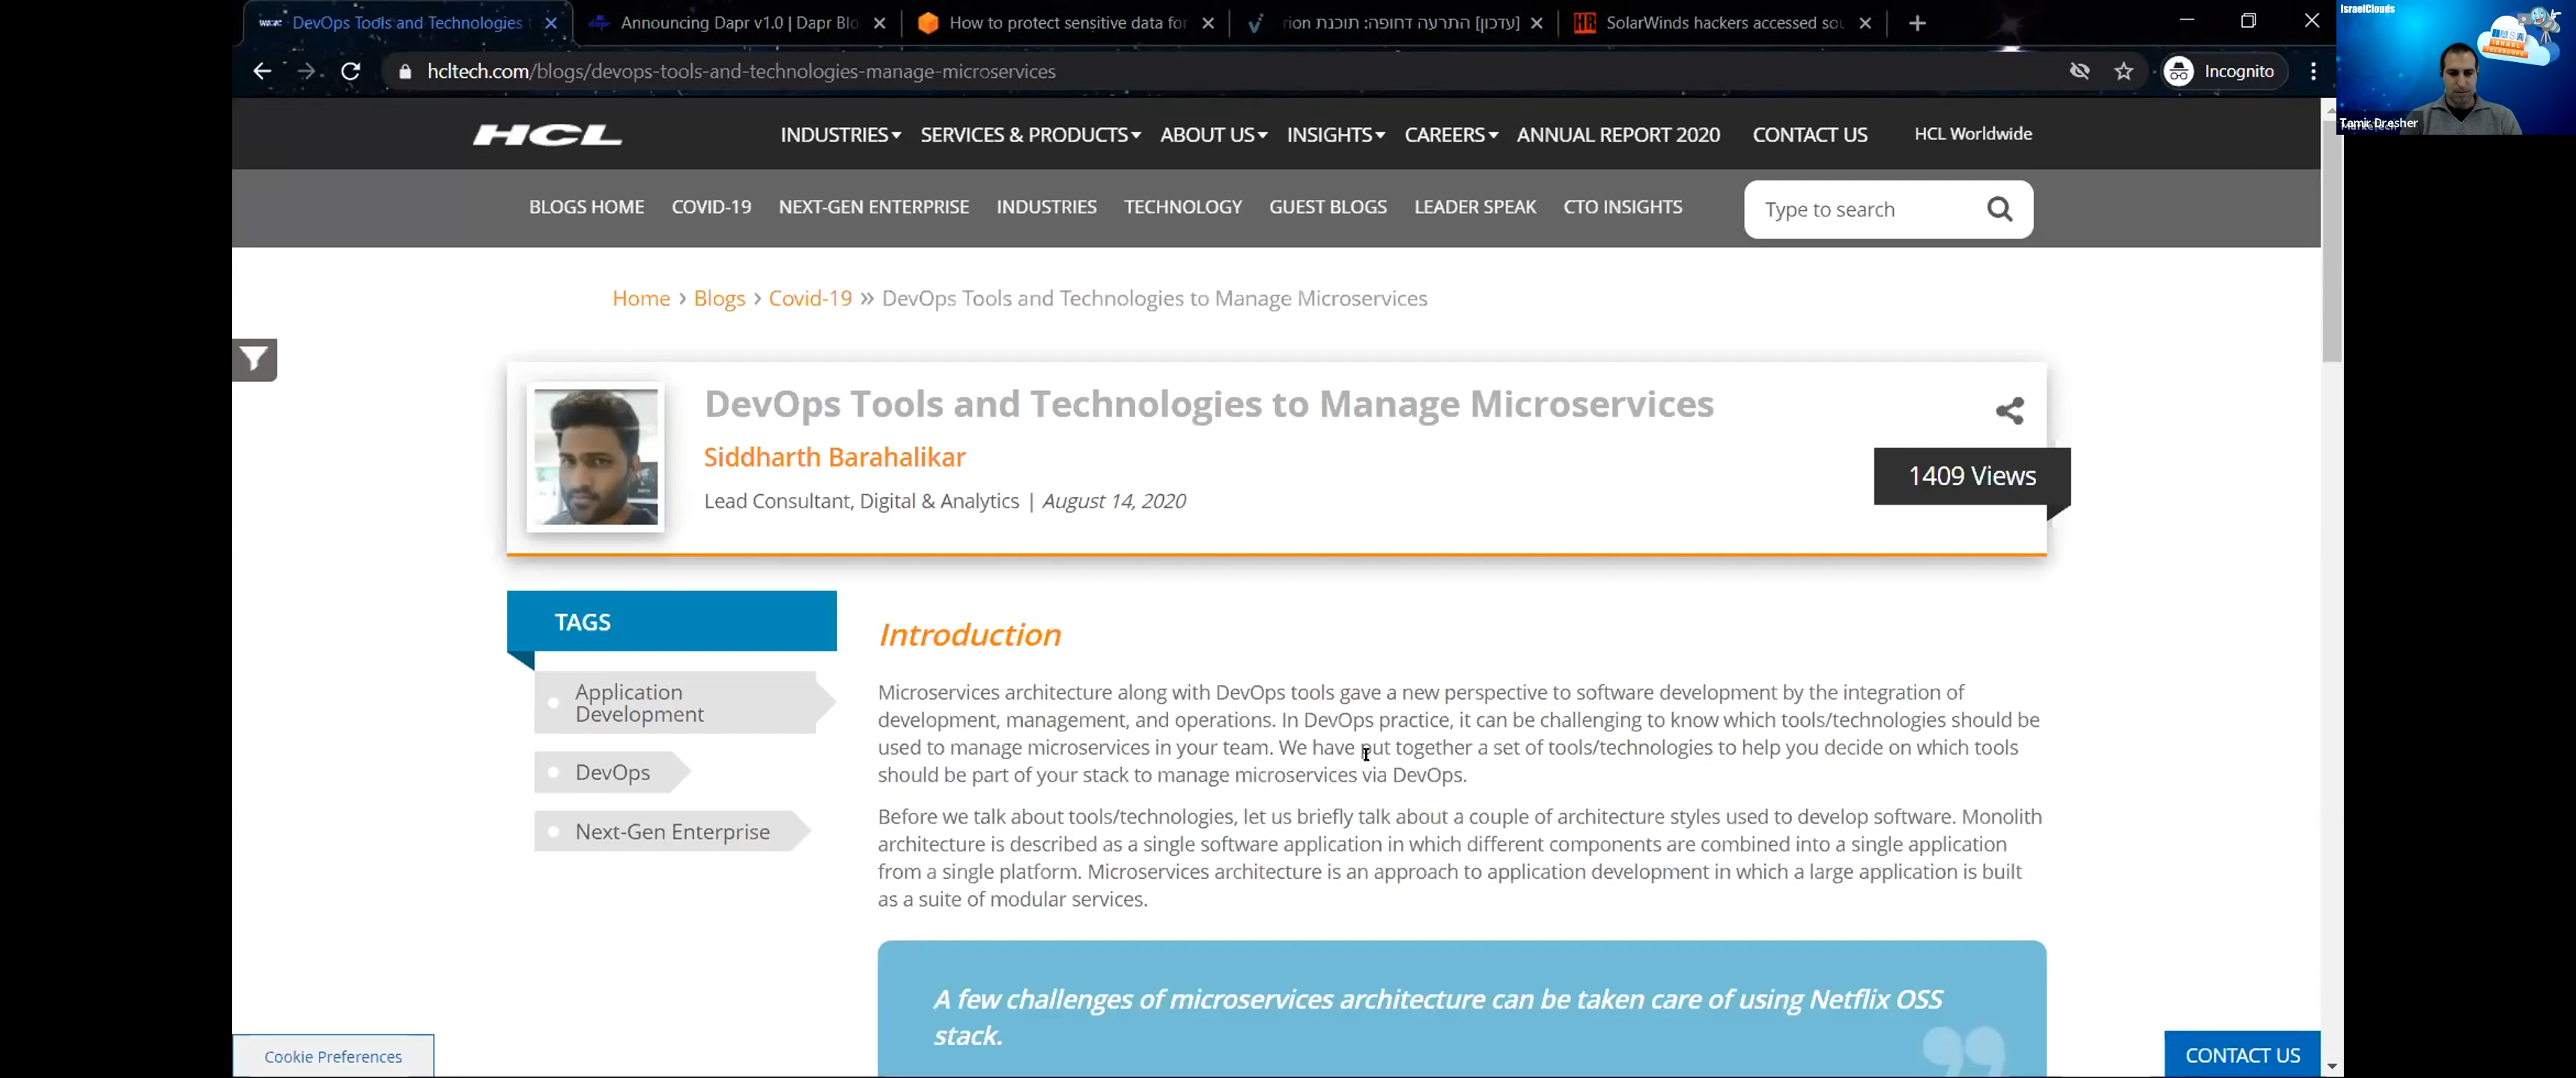 DevOps Tools and Technologies t
Announcing Dapr v1.0 | Dapr Blo
How to protect sensitive data for
[עדכון] התרעה דחופה: תוכנת rion
SolarWinds hackers accessed sou
hcltech.com/blogs/devops-tools-and-technologies-manage-microservices
Incognito
IsraelClouds
Tamir Dresher
HCL
INDUSTRIES SERVICES & PRODUCTS ABOUT US INSIGHTS CAREERS ANNUAL REPORT 2020 CONTACT US HCL Worldwide
BLOGS HOME COVID-19 NEXT-GEN ENTERPRISE INDUSTRIES TECHNOLOGY GUEST BLOGS LEADER SPEAK CTO INSIGHTS
Type to search
Home › Blogs › Covid-19 » DevOps Tools and Technologies to Manage Microservices
DevOps Tools and Technologies to Manage Microservices
Siddharth Barahalikar
Lead Consultant, Digital & Analytics | August 14, 2020
1409 Views
TAGS
Application
Development
DevOps
Next-Gen Enterprise
Introduction
Microservices architecture along with DevOps tools gave a new perspective to software development by the integration of
development, management, and operations. In DevOps practice, it can be challenging to know which tools/technologies should be
used to manage microservices in your team. We have put together a set of tools/technologies to help you decide on which tools
should be part of your stack to manage microservices via DevOps.
Before we talk about tools/technologies, let us briefly talk about a couple of architecture styles used to develop software. Monolith
architecture is described as a single software application in which different components are combined into a single application
from a single platform. Microservices architecture is an approach to application development in which a large application is built
as a suite of modular services.
A few challenges of microservices architecture can be taken care of using Netflix OSS
stack.
Cookie Preferences
CONTACT US